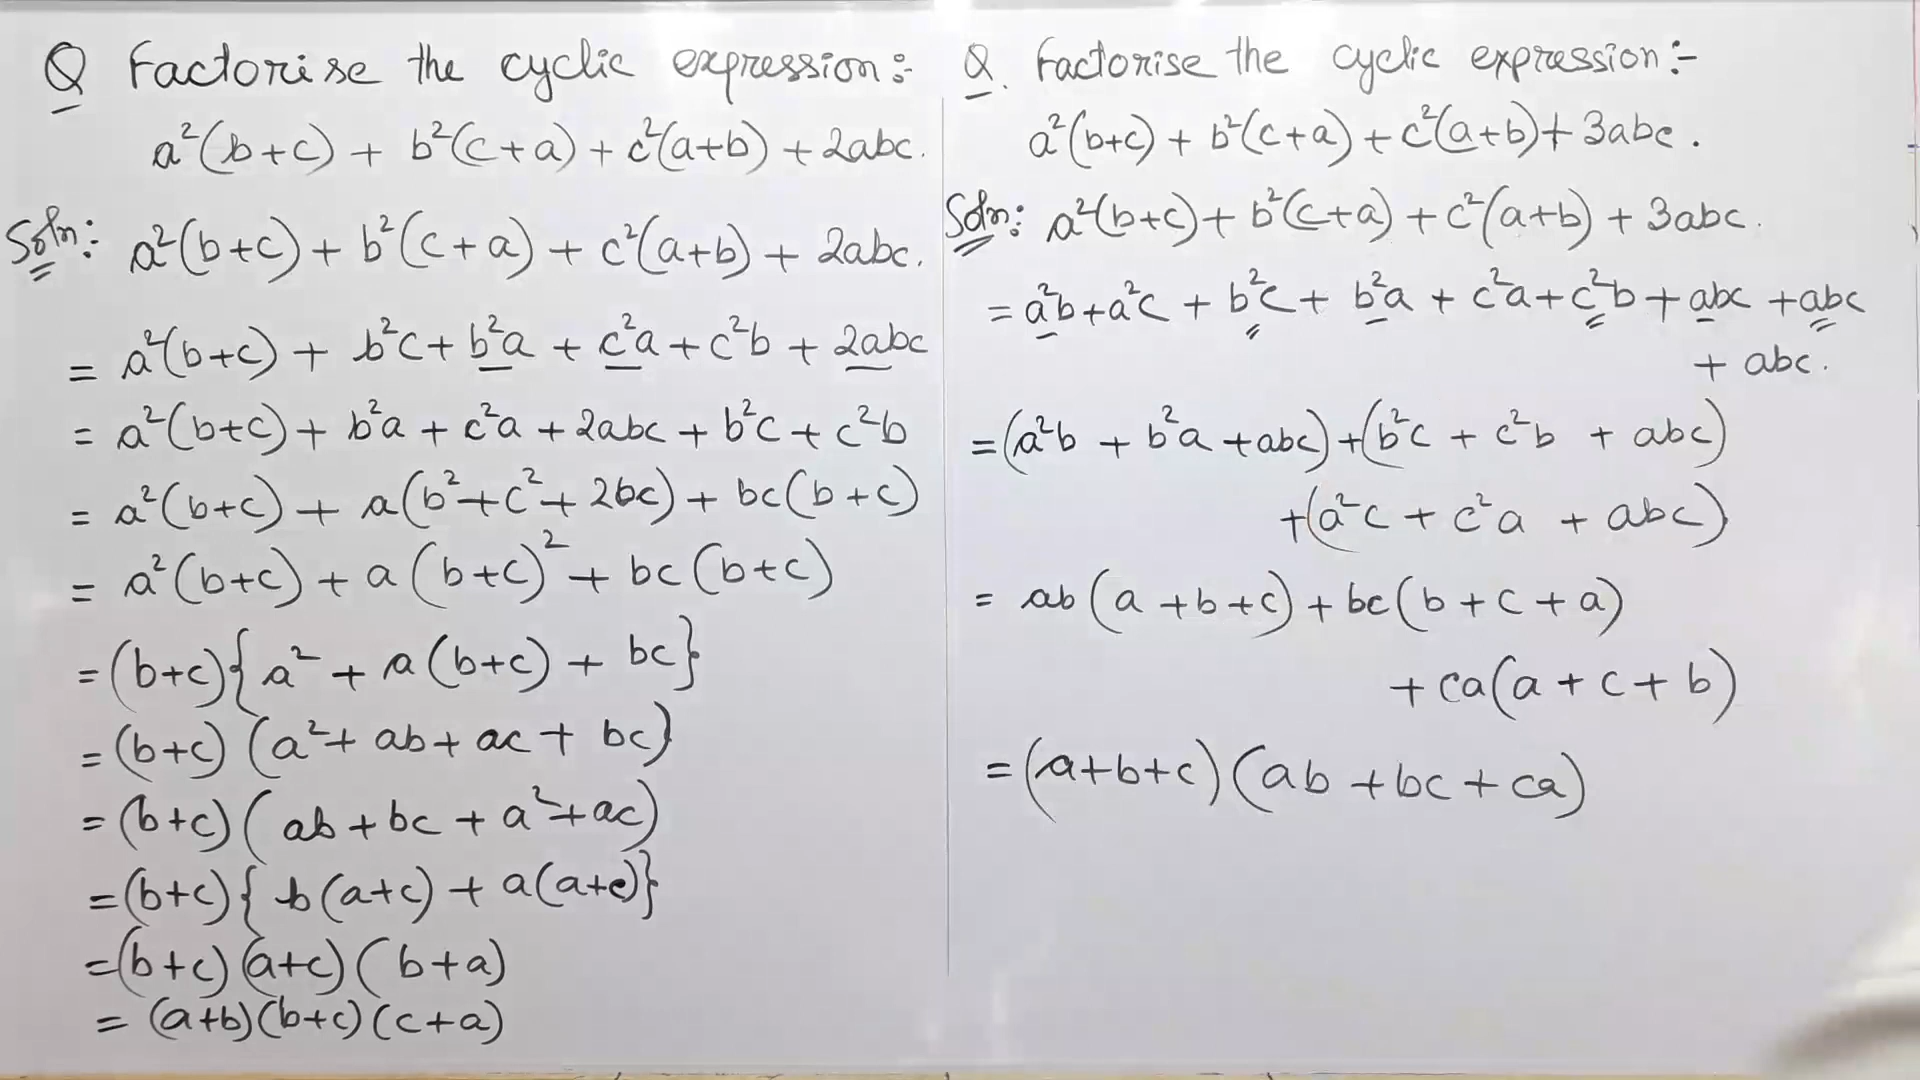 Q Factorise the cyclic expression:-
a²(b+c) + b²(c+a) + c²(a+b) + 2abc.
Soln: a²(b+c) + b²(c+a) + c²(a+b) + 2abc.
= a²(b+c) + b²c + b²a + c²a + c²b + 2abc
= a²(b+c) + b²a + c²a + 2abc + b²c + c²b
= a²(b+c) + a(b²+c²+2bc) + bc(b+c)
= a²(b+c) + a(b+c)² + bc(b+c)
= (b+c){a² + a(b+c) + bc}
= (b+c)(a²+ab+ac+bc}
= (b+c)(ab+bc+a²+ac)
= (b+c){b(a+c) + a(a+c)}
= (b+c)(a+c)(b+a)
= (a+b)(b+c)(c+a)
Q. Factorise the cyclic expression:-
a²(b+c) + b²(c+a) + c²(a+b) + 3abc.
Soln: a²(b+c) + b²(c+a) + c²(a+b) + 3abc.
= a²b + a²c + b²c + b²a + c²a + c²b + abc + abc
+ abc.
= (a²b + b²a + abc) + (b²c + c²b + abc)
+ (a²c + c²a + abc)
= ab(a+b+c) + bc(b+c+a)
+ ca(a+c+b)
= (a+b+c)(ab+bc+ca)